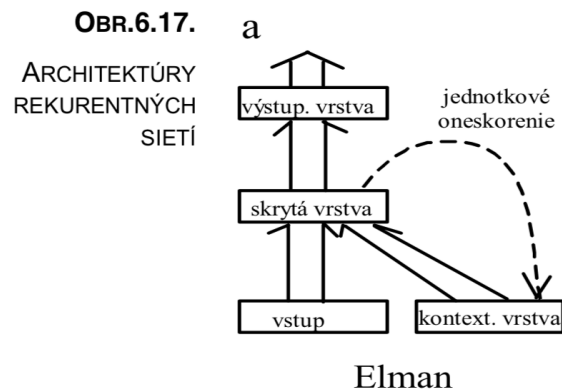 OBR.6.17.
ARCHITEKTÚRY
REKURENTNÝCH
SIETÍ
a
výstup. vrstva
jednotkové
oneskorenie
skrytá vrstva
vstup
kontext. vrstva
Elman